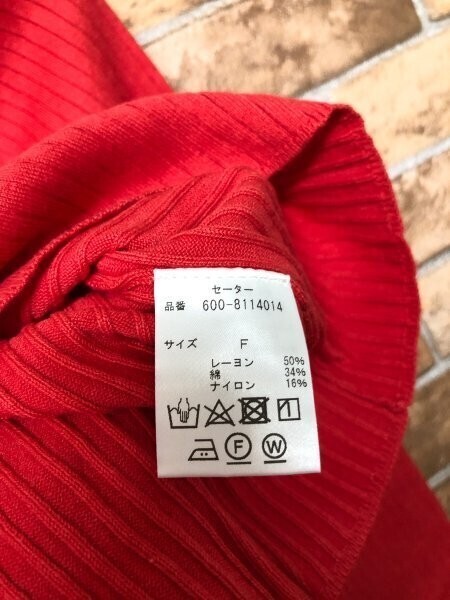 セーター
品番 600-8114014
サイズ F
レーヨン 50%
綿 34%
ナイロン 16%
F W